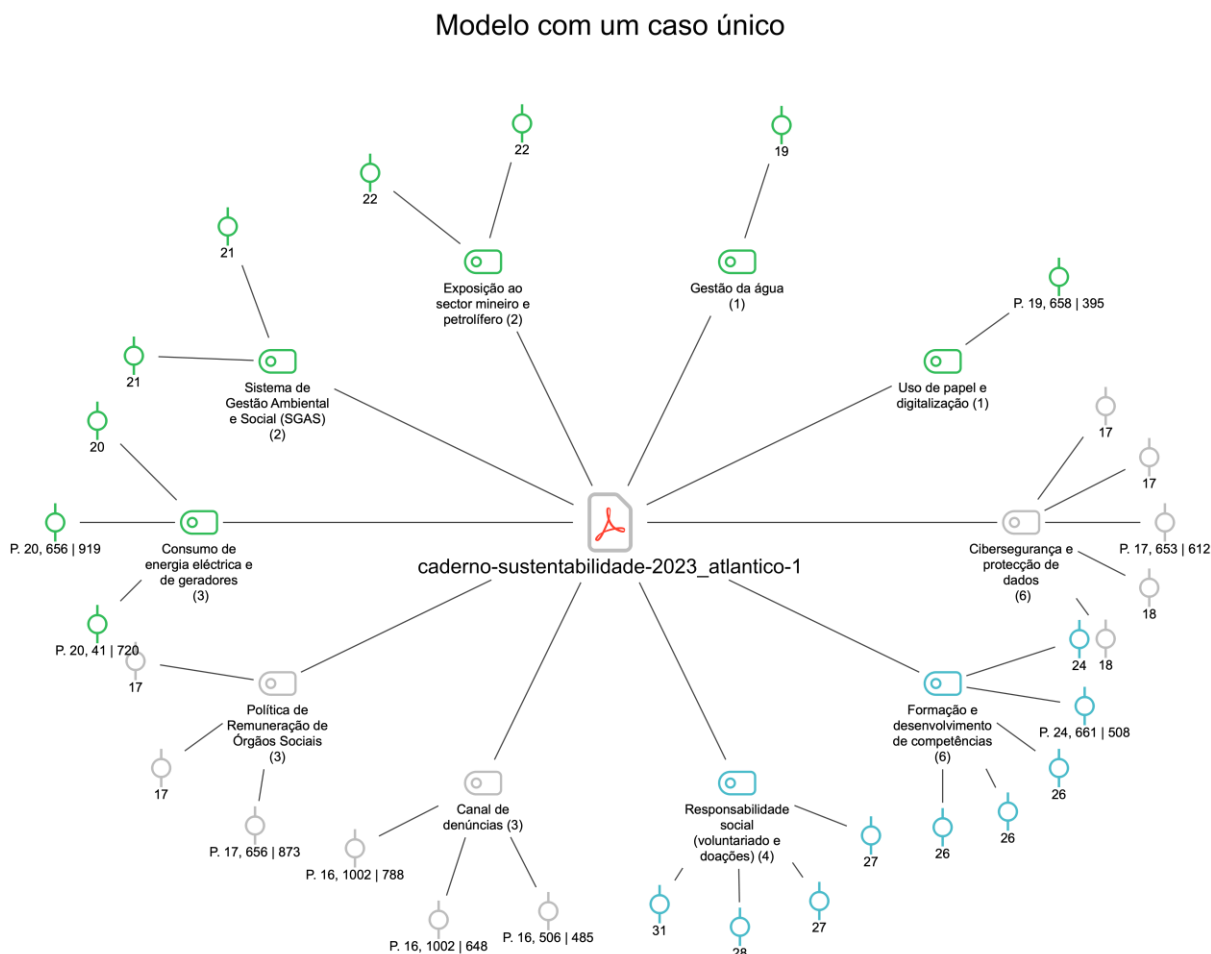 Modelo com um caso único
22
19
22
21
Exposição ao
sector mineiro e
petrolífero (2)
Gestão da água
(1)
P. 19, 658 | 395
21
Sistema de
Gestão Ambiental
e Social (SGAS)
(2)
Uso de papel e
digitalização (1)
20
17
17
P. 20, 656 | 919
Consumo de
energia eléctrica e
de geradores
(3)
caderno-sustentabilidade-2023_atlantico-1
Cibersegurança e
protecção de
dados
(6)
P. 17, 653 | 612
18
P. 20, 41 | 720
24
18
17
Política de
Remuneração de
Órgãos Sociais
(3)
Formação e
desenvolvimento
de competências
(6)
P. 24, 661 | 508
17
26
Canal de
denúncias (3)
Responsabilidade
social
(voluntariado e
doações) (4)
26
26
P. 17, 656 | 873
P. 16, 1002 | 788
27
P. 16, 1002 | 648
P. 16, 506 | 485
31
28
27